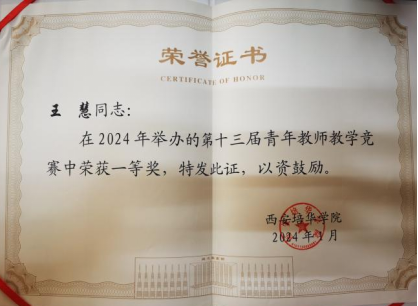 荣誉证书
CERTIFICATE OF HONOR
王 慧同志:
在2024年举办的第十三届青年教师教学竞
赛中荣获一等奖，特发此证，以资鼓励。
西安培华学院
2024年1月